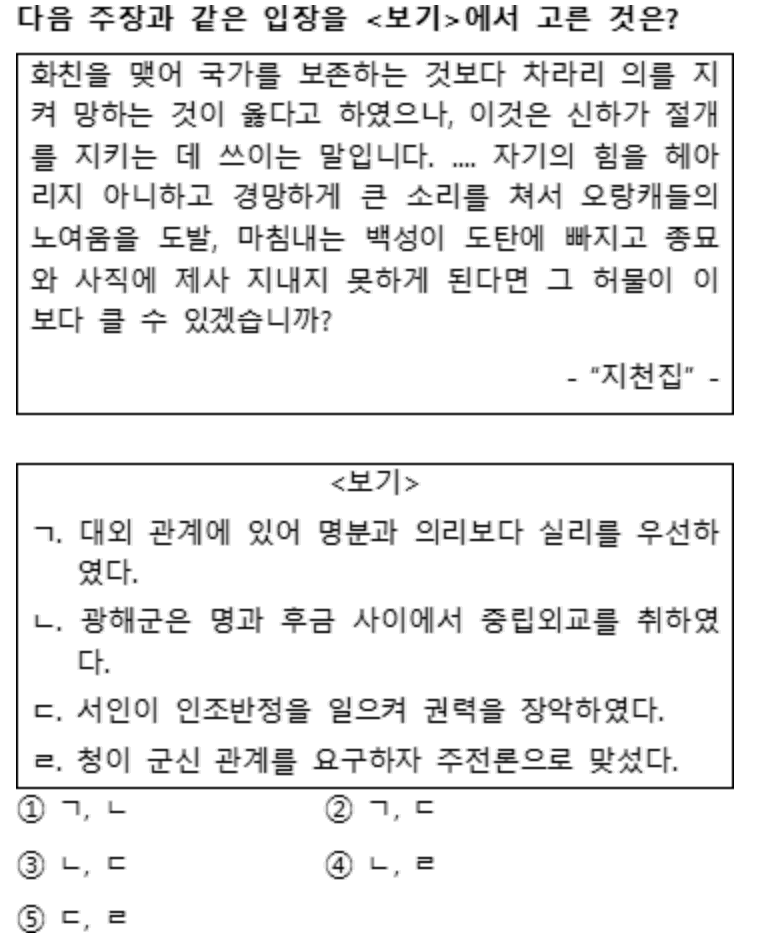 다음 주장과 같은 입장을 <보기>에서 고른 것은?
화친을 맺어 국가를 보존하는 것보다 차라리 의를 지
켜 망하는 것이 옳다고 하였으나, 이것은 신하가 절개
를 지키는 데 쓰이는 말입니다. .... 자기의 힘을 헤아
리지 아니하고 경망하게 큰 소리를 쳐서 오랑캐들의
노여움을 도발, 마침내는 백성이 도탄에 빠지고 종묘
와 사직에 제사 지내지 못하게 된다면 그 허물이 이
보다 클 수 있겠습니까?
- "지천집" -
<보기>
ㄱ. 대외 관계에 있어 명분과 의리보다 실리를 우선하
였다.
ㄴ. 광해군은 명과 후금 사이에서 중립외교를 취하였
다.
ㄷ. 서인이 인조반정을 일으켜 권력을 장악하였다.
ㄹ. 청이 군신 관계를 요구하자 주전론으로 맞섰다.
① ㄱ, ㄴ ② ㄱ, ㄷ
③ ㄴ, ㄷ ④ ㄴ, ㄹ
⑤ ㄷ, ㄹ